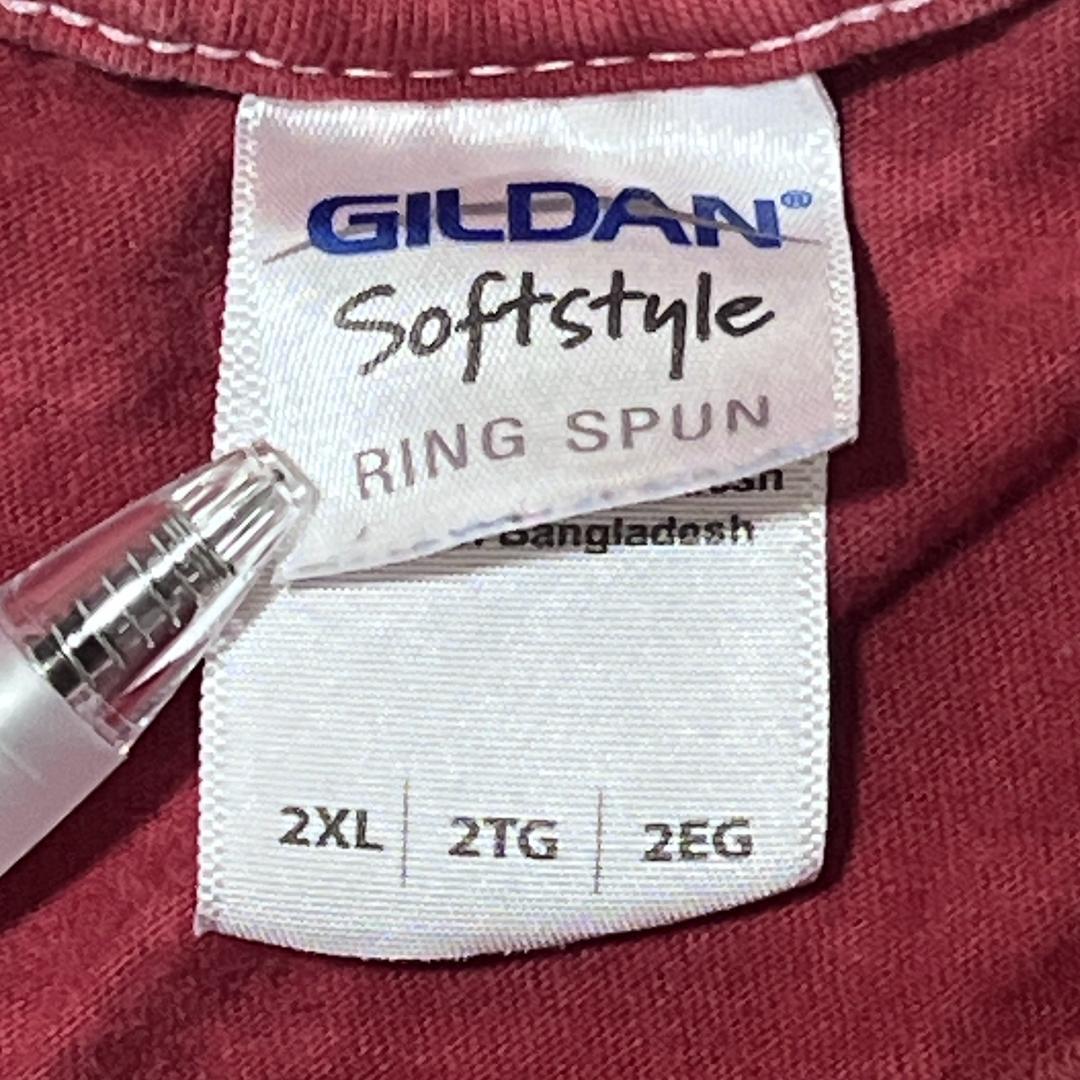 GILDAN®
Softstyle
RING SPUN
Bangladesh
2XL | 2TG | 2EG